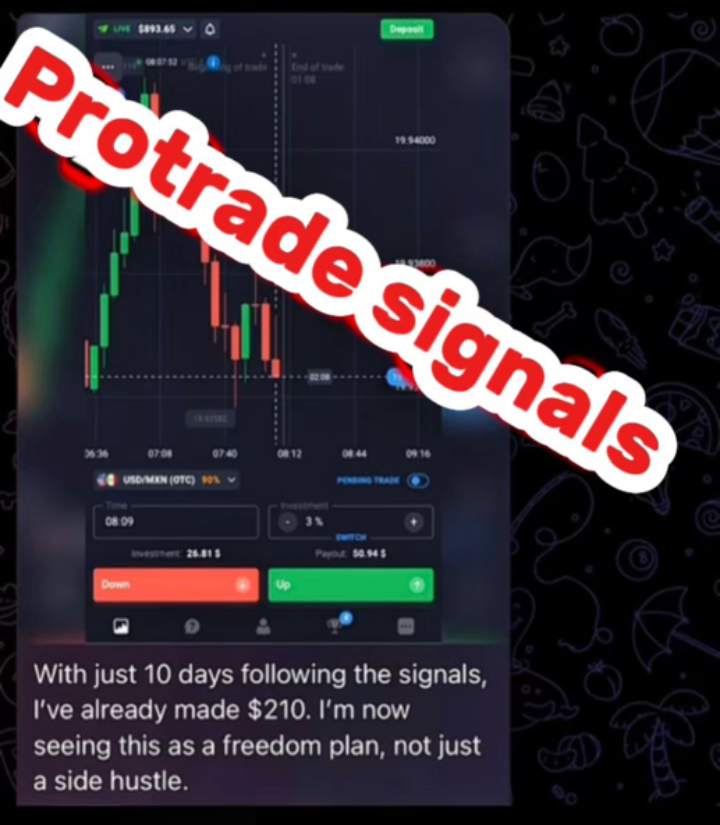 LIVE $893.65
Deposit
08:07:52
Beginning of trade
End of trade
01:08
Protrade signals
19.94000
19.93800
02:08
19.93582
06:36 07:08 07:40 08:12 08:44 09:16
USD/MXN (OTC) 90%
PENDING TRADE
Time
08:09
Investment
- 3 % +
SWITCH
Investment: 26.81 $
Payout: 50.94 $
Down
Up
With just 10 days following the signals,
I've already made $210. I'm now
seeing this as a freedom plan, not just
a side hustle.